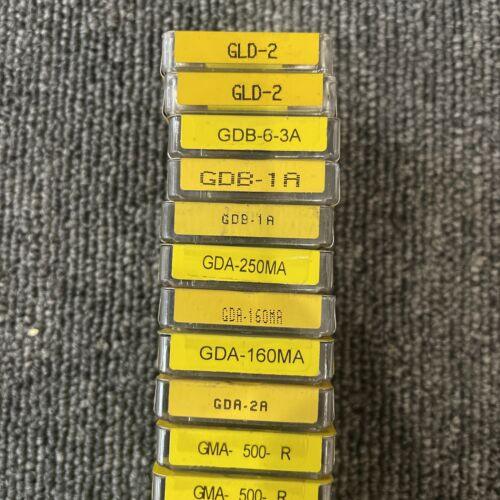 GLD-2
GLD-2
GDB-6-3A
GDB-1A
GDB-1A
GDA-250MA
GDA-160MA
GDA-160MA
GDA-2A
GMA- 500- R
GMA- 500- R